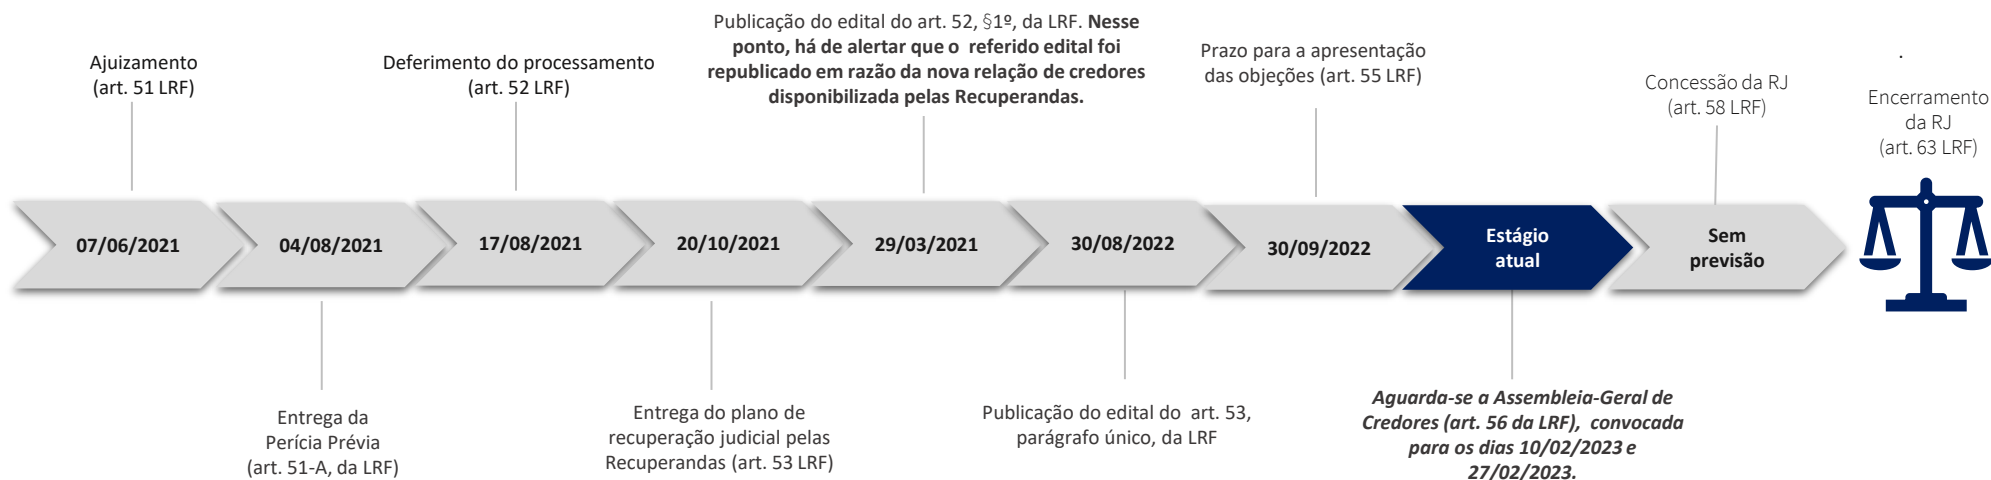 Ajuizamento
(art. 51 LRF)
Deferimento do processamento
(art. 52 LRF)
Publicação do edital do art. 52, §1º, da LRF. Nesse
ponto, há de alertar que o referido edital foi
republicado em razão da nova relação de credores
disponibilizada pelas Recuperandas.
Prazo para a apresentação
das objeções (art. 55 LRF)
Concessão da RJ
(art. 58 LRF)
.
Encerramento
da RJ
(art. 63 LRF)
07/06/2021
04/08/2021
17/08/2021
20/10/2021
29/03/2021
30/08/2022
30/09/2022
Estágio
atual
Sem
previsão
Entrega da
Perícia Prévia
(art. 51-A, da LRF)
Entrega do plano de
recuperação judicial pelas
Recuperandas (art. 53 LRF)
Publicação do edital do art. 53,
parágrafo único, da LRF
Aguarda-se a Assembleia-Geral de
Credores (art. 56 da LRF), convocada
para os dias 10/02/2023 e
27/02/2023.